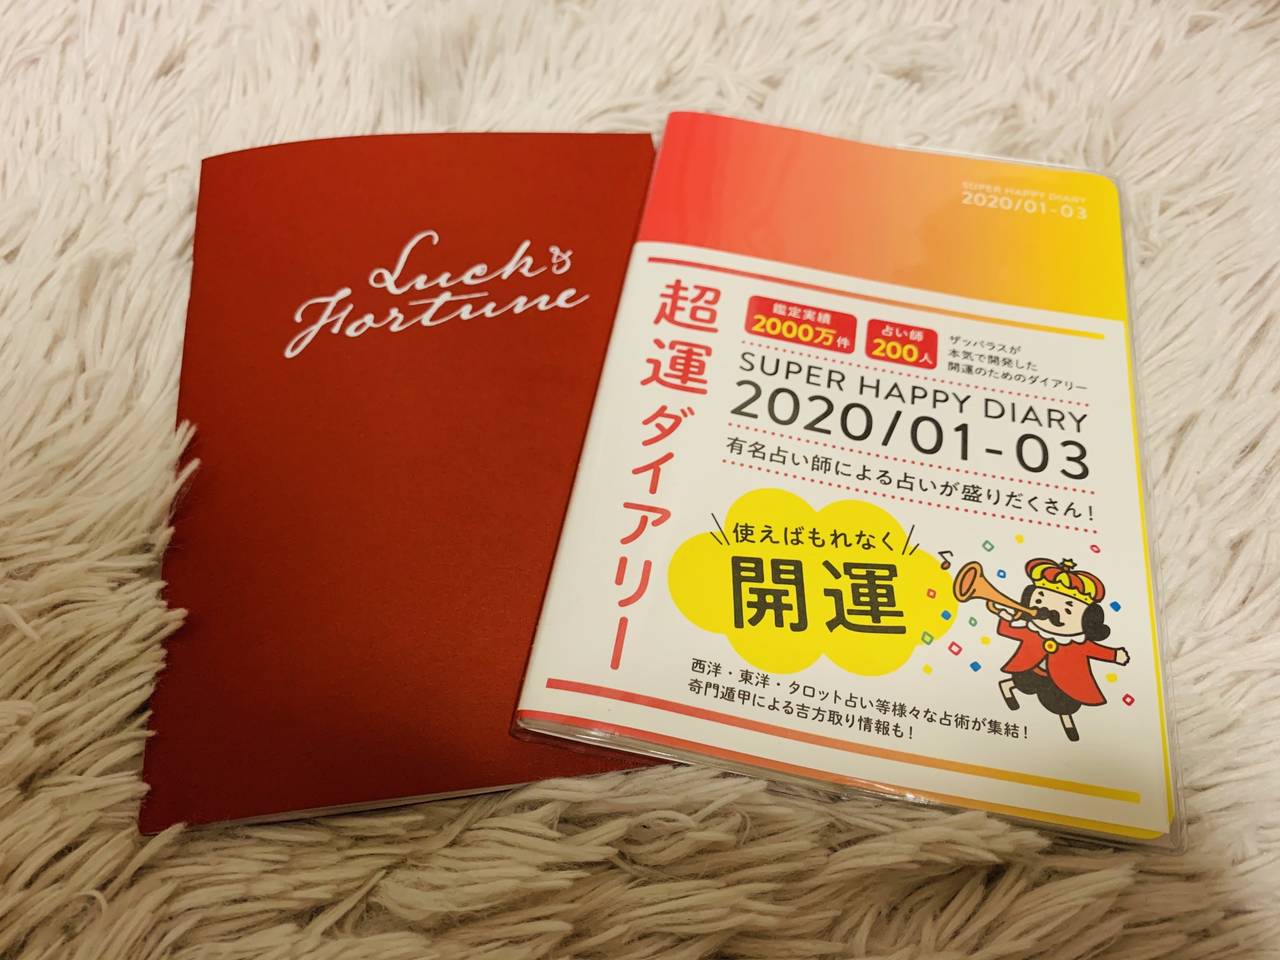 Luck &
Fortune
SUPER HAPPY DIARY
2020/01-03
超運ダイアリー
鑑定実績
2000万件
占い師
200人
ザッパラスが
本気で開発した
開運のためのダイアリー
SUPER HAPPY DIARY
2020/01-03
有名占い師による占いが盛りだくさん!
使えばもれなく
開運
西洋・東洋・タロット占い等様々な占術が集結!
奇門遁甲による吉方取り情報も!